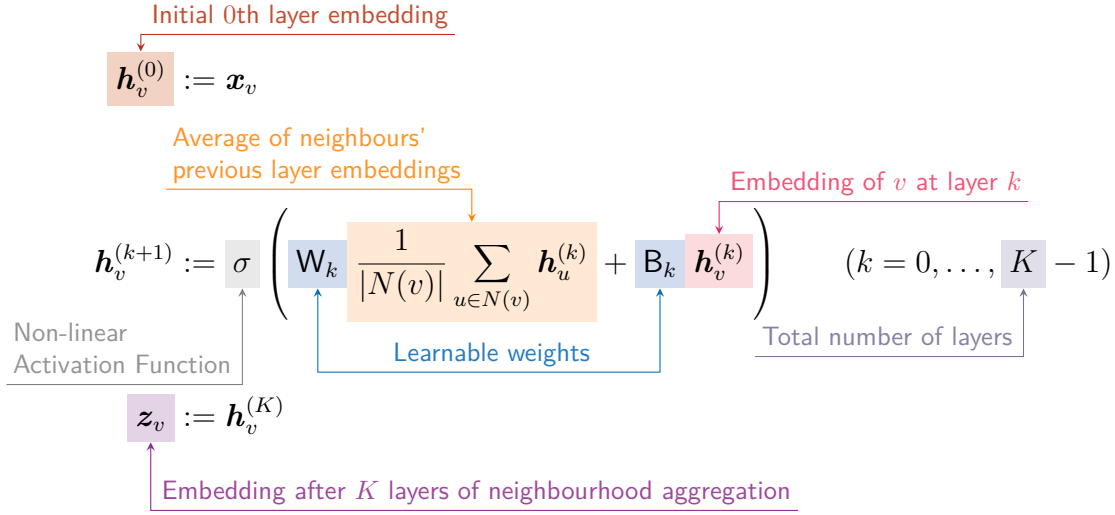 Initial 0th layer embedding
h_v^{(0)} := x_v
Average of neighbours'
previous layer embeddings
Embedding of v at layer k
h_v^{(k+1)} := σ ( W_k \frac{1}{|N(v)|} \sum_{u∈N(v)} h_u^{(k)} + B_k h_v^{(k)} ) (k = 0, . . . , K − 1)
Non-linear
Activation Function
Learnable weights
Total number of layers
z_v := h_v^{(K)}
Embedding after K layers of neighbourhood aggregation